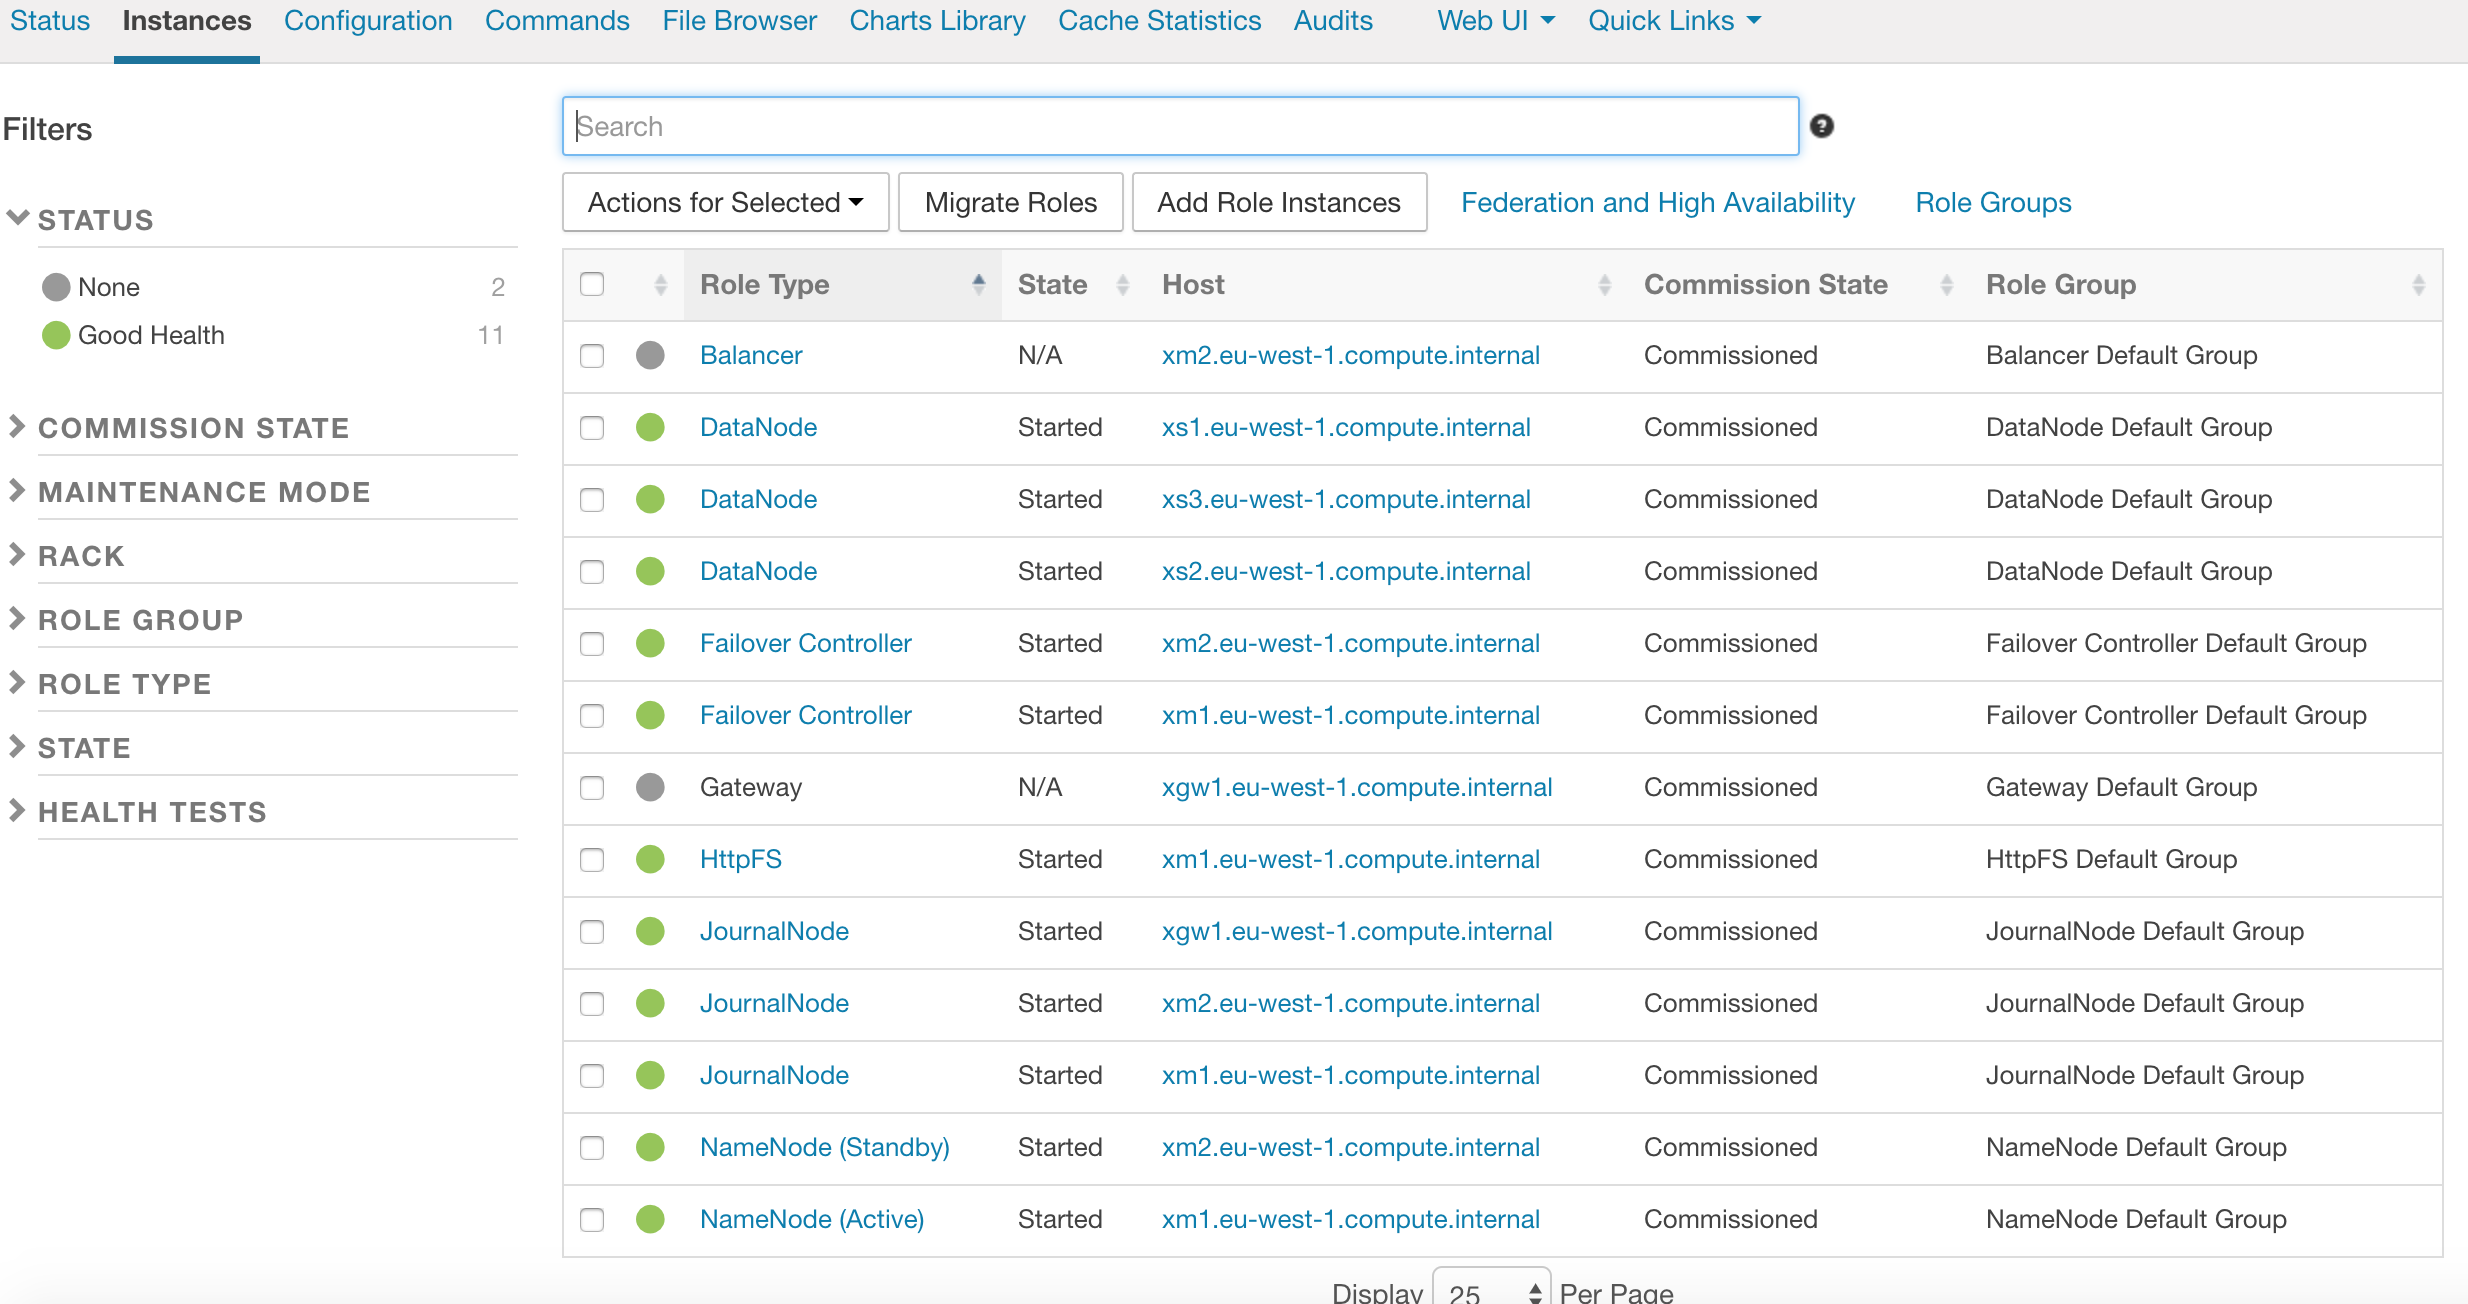 Status Instances Configuration Commands File Browser Charts Library Cache Statistics Audits Web UI Quick Links
Filters
Search
?
STATUS
None 2
Good Health 11
COMMISSION STATE
MAINTENANCE MODE
RACK
ROLE GROUP
ROLE TYPE
STATE
HEALTH TESTS
Actions for Selected Migrate Roles Add Role Instances Federation and High Availability Role Groups
Role Type State Host Commission State Role Group
Balancer N/A xm2.eu-west-1.compute.internal Commissioned Balancer Default Group
DataNode Started xs1.eu-west-1.compute.internal Commissioned DataNode Default Group
DataNode Started xs3.eu-west-1.compute.internal Commissioned DataNode Default Group
DataNode Started xs2.eu-west-1.compute.internal Commissioned DataNode Default Group
Failover Controller Started xm2.eu-west-1.compute.internal Commissioned Failover Controller Default Group
Failover Controller Started xm1.eu-west-1.compute.internal Commissioned Failover Controller Default Group
Gateway N/A xgw1.eu-west-1.compute.internal Commissioned Gateway Default Group
HttpFS Started xm1.eu-west-1.compute.internal Commissioned HttpFS Default Group
JournalNode Started xgw1.eu-west-1.compute.internal Commissioned JournalNode Default Group
JournalNode Started xm2.eu-west-1.compute.internal Commissioned JournalNode Default Group
JournalNode Started xm1.eu-west-1.compute.internal Commissioned JournalNode Default Group
NameNode (Standby) Started xm2.eu-west-1.compute.internal Commissioned NameNode Default Group
NameNode (Active) Started xm1.eu-west-1.compute.internal Commissioned NameNode Default Group
Display 25 Per Page